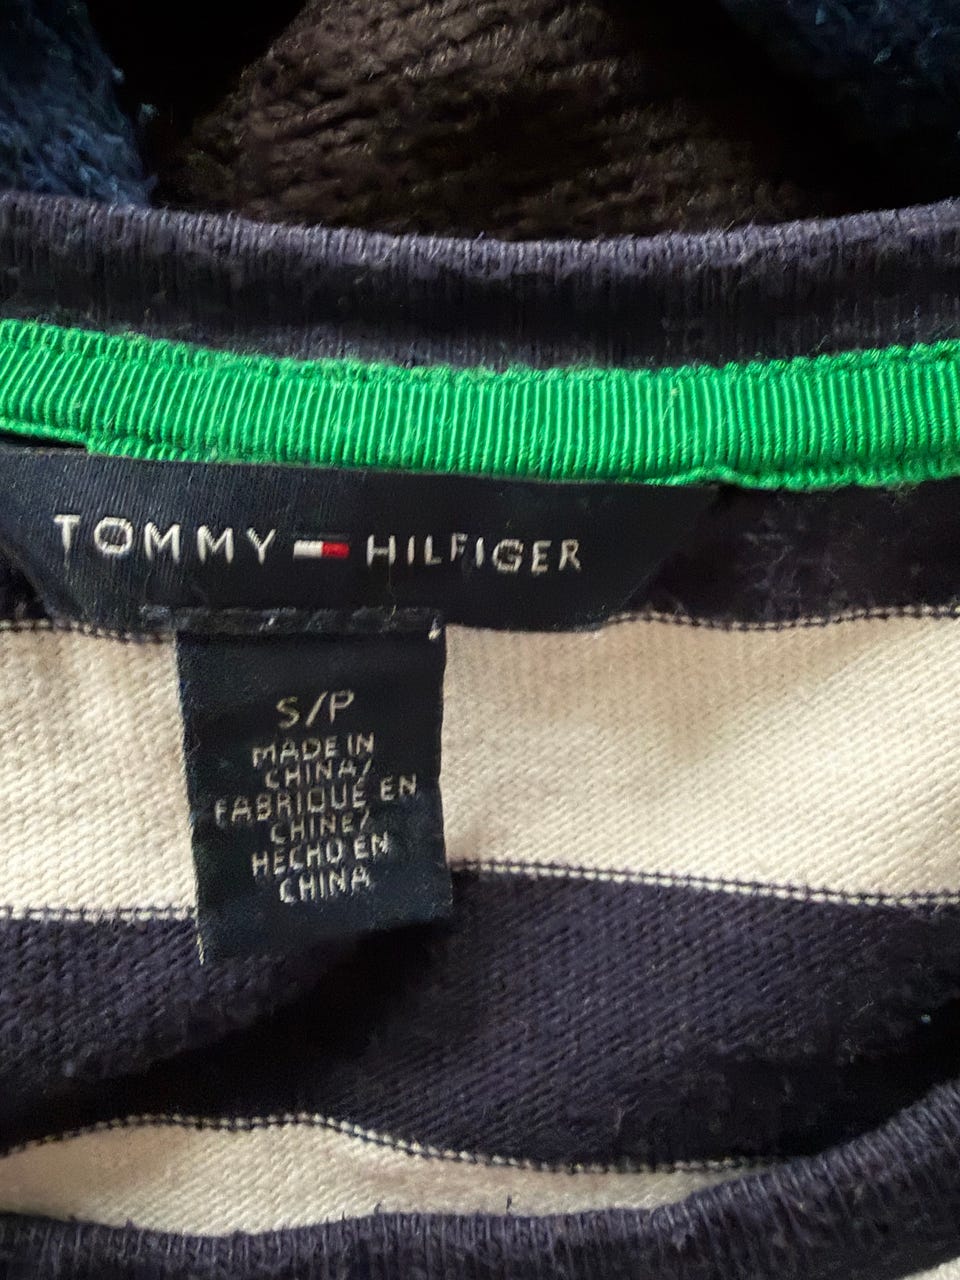 TOMMY HILFIGER
S/P
MADE IN
CHINA/
FABRIQUÉ EN
CHINE/
HECHO EN
CHINA